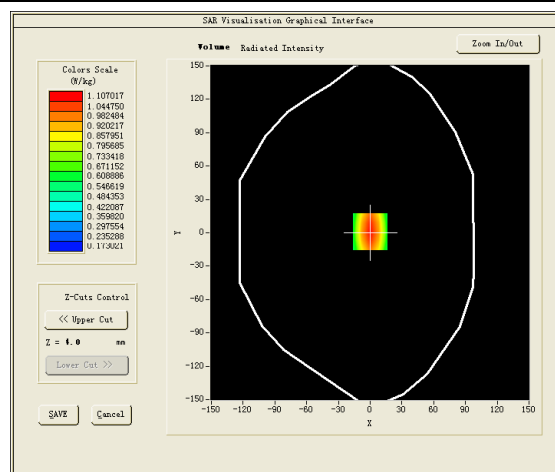 SAR Visualisation Graphical Interface
Volume Radiated Intensity
Zoom In/Out
Colors Scale
(W/kg)
1.107017
1.044750
0.982484
0.920217
0.857951
0.795685
0.733418
0.671152
0.608886
0.546619
0.484353
0.422087
0.359820
0.297554
0.235288
0.173021
Z-Cuts Control
<< Upper Cut
Z = 4.0 mm
Lower Cut >>
SAVE Cancel
150
120
90
60
30
0
-30
-60
-90
-120
-150
Y
-150 -120 -90 -60 -30 0 30 60 90 120 150
X